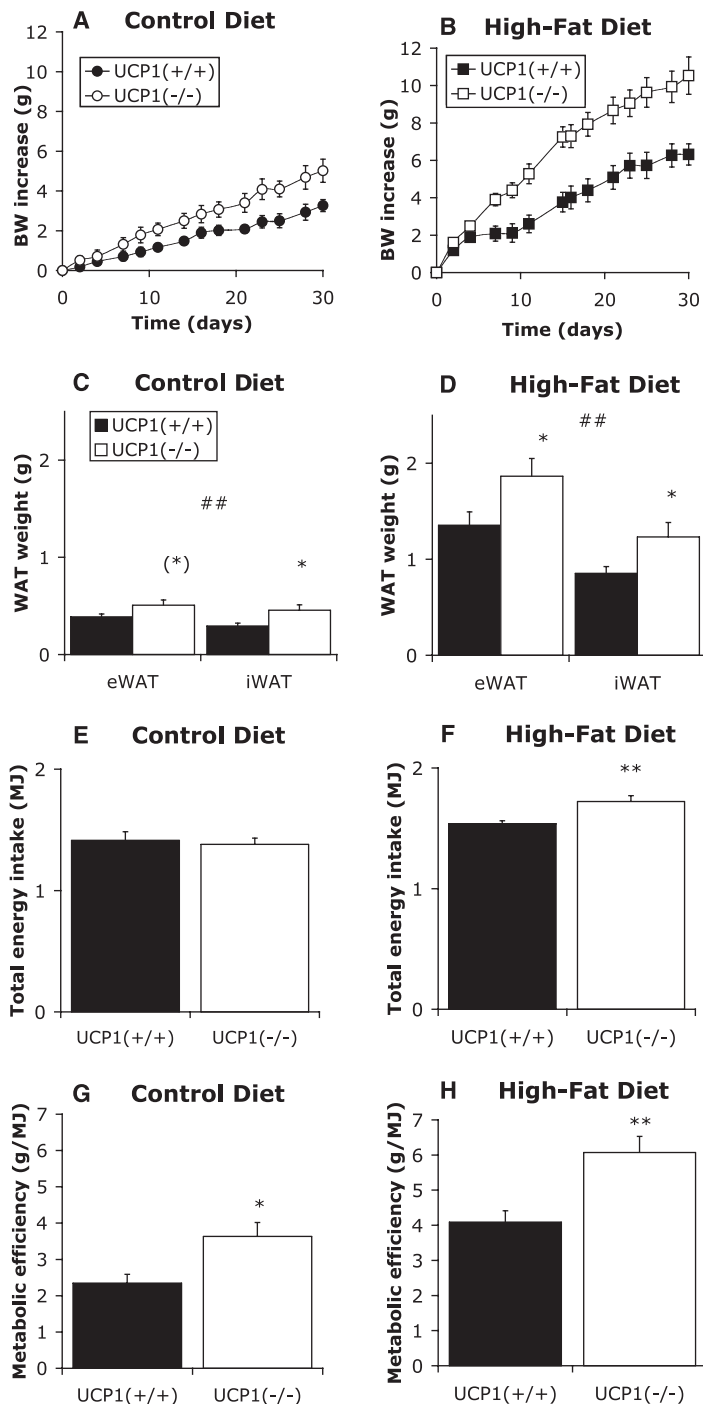 A Control Diet
BW increase (g)
12
10
8
6
4
2
0
UCP1(+/+)
UCP1(-/-)
0 10 20 30
Time (days)
B High-Fat Diet
BW increase (g)
12
10
8
6
4
2
0
UCP1(+/+)
UCP1(-/-)
0 10 20 30
Time (days)
C Control Diet
WAT weight (g)
2
1
0
UCP1(+/+)
UCP1(-/-)
##
(*) *
eWAT iWAT
D High-Fat Diet
WAT weight (g)
2
1
0
##
* *
eWAT iWAT
E Control Diet
Total energy intake (MJ)
2
1
0
UCP1(+/+) UCP1(-/-)
F High-Fat Diet
Total energy intake (MJ)
2
1
0
**
UCP1(+/+) UCP1(-/-)
G Control Diet
Metabolic efficiency (g/MJ)
7
6
5
4
3
2
1
0
*
UCP1(+/+) UCP1(-/-)
H High-Fat Diet
Metabolic efficiency (g/MJ)
7
6
5
4
3
2
1
0
**
UCP1(+/+) UCP1(-/-)